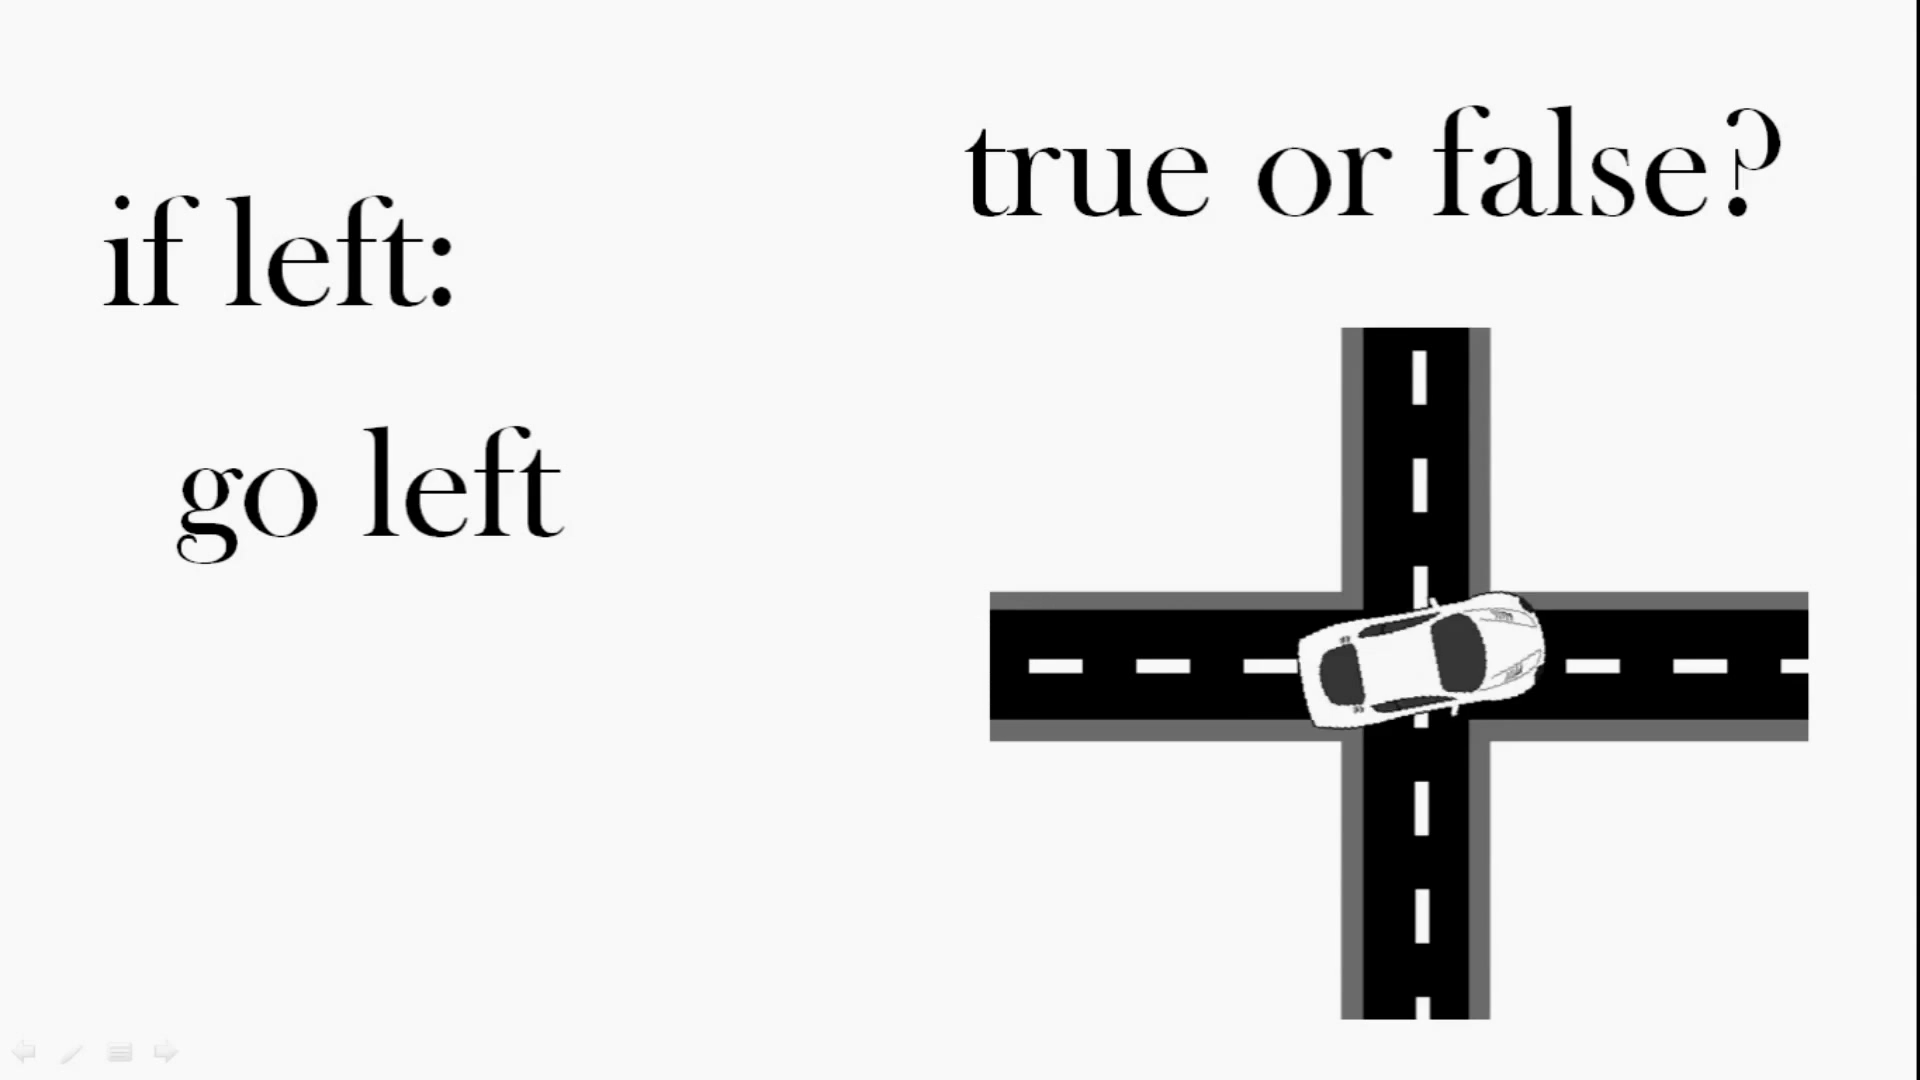 if left:
go left
true or false?